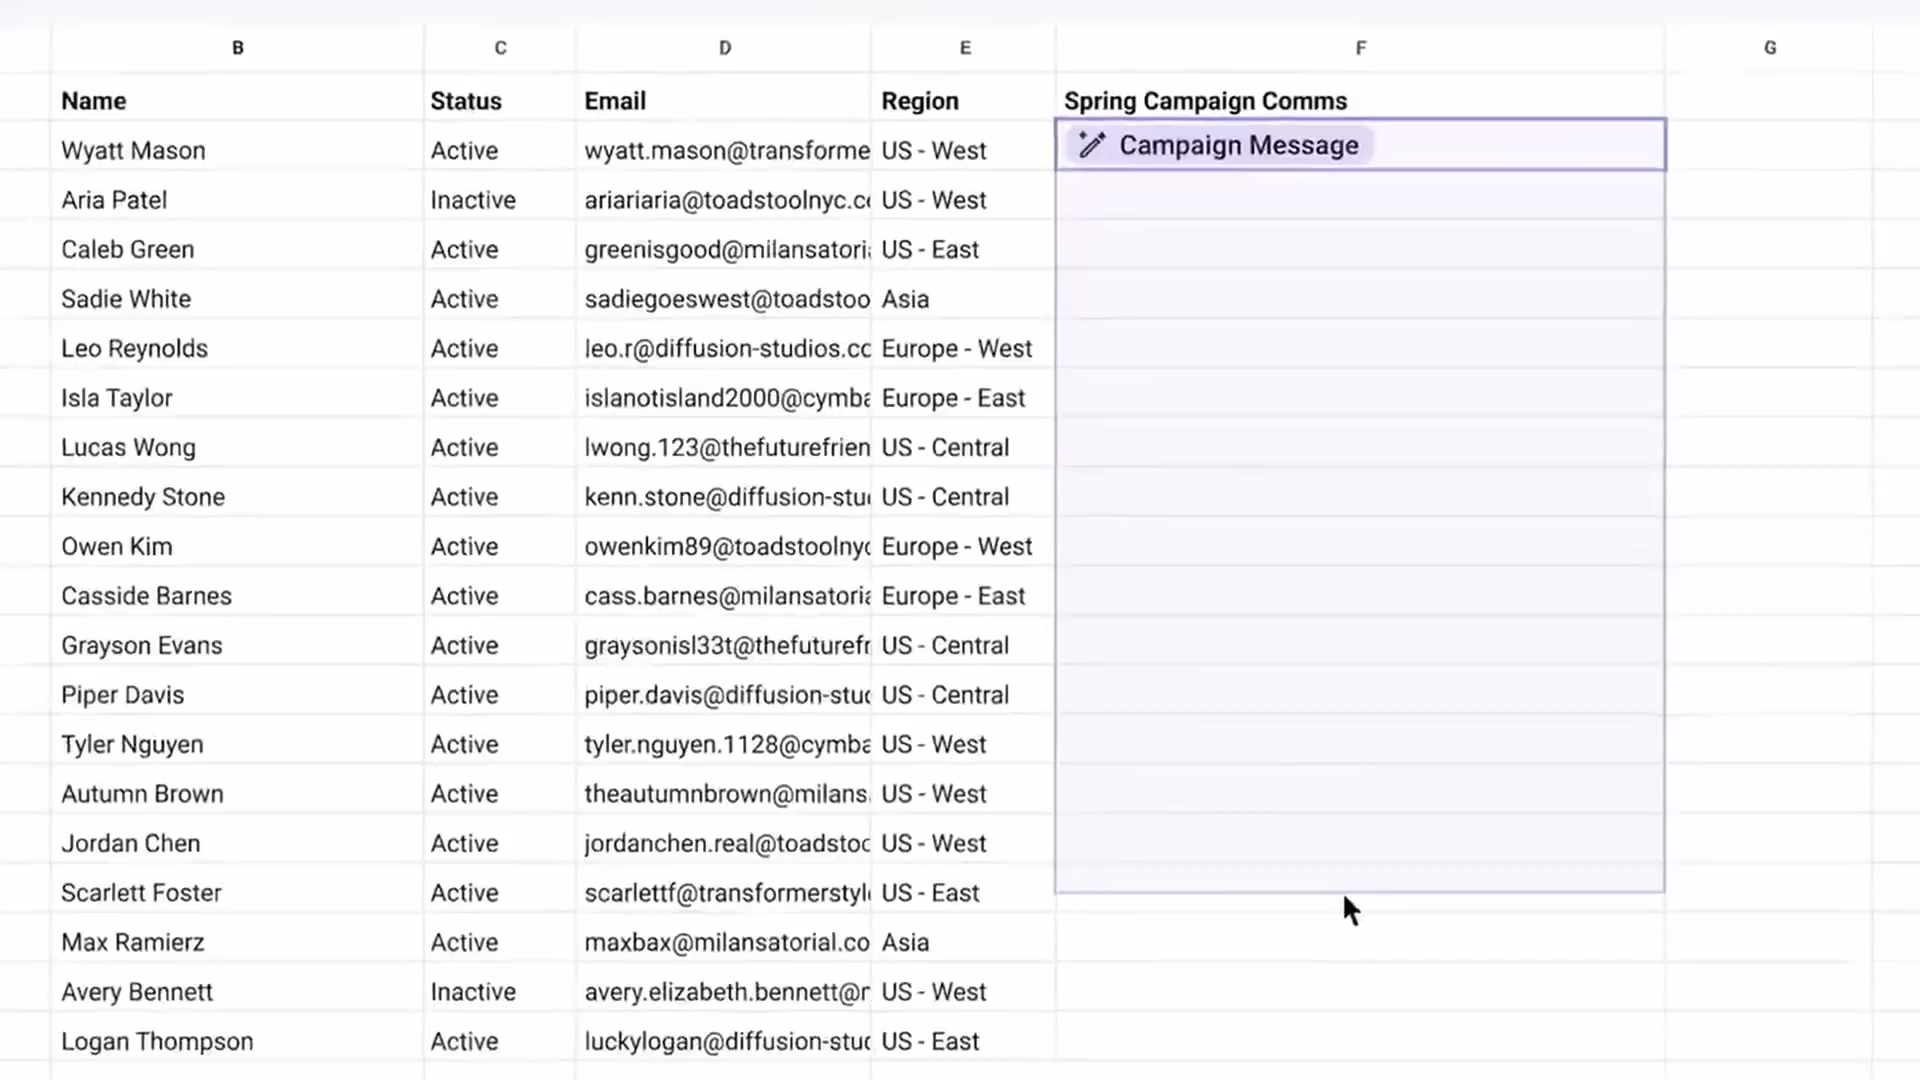 B C D E F G
Name Status Email Region Spring Campaign Comms
Wyatt Mason Active wyatt.mason@transforme US - West Campaign Message
Aria Patel Inactive ariariaria@toadstoolnyc.c US - West
Caleb Green Active greenisgood@milansatori US - East
Sadie White Active sadiegoeswest@toadstoo Asia
Leo Reynolds Active leo.r@diffusion-studios.cc Europe - West
Isla Taylor Active islanotisland2000@cymba Europe - East
Lucas Wong Active lwong.123@thefuturefrien US - Central
Kennedy Stone Active kenn.stone@diffusion-stu US - Central
Owen Kim Active owenkim89@toadstoolnyc Europe - West
Casside Barnes Active cass.barnes@milansatoria Europe - East
Grayson Evans Active graysonisl33t@thefuturefr US - Central
Piper Davis Active piper.davis@diffusion-stuc US - Central
Tyler Nguyen Active tyler.nguyen.1128@cymba US - West
Autumn Brown Active theautumnbrown@milans US - West
Jordan Chen Active jordanchen.real@toadstoc US - West
Scarlett Foster Active scarlettf@transformerstyl US - East
Max Ramierz Active maxbax@milansatorial.co Asia
Avery Bennett Inactive avery.elizabeth.bennett@r US - West
Logan Thompson Active luckylogan@diffusion-stuc US - East